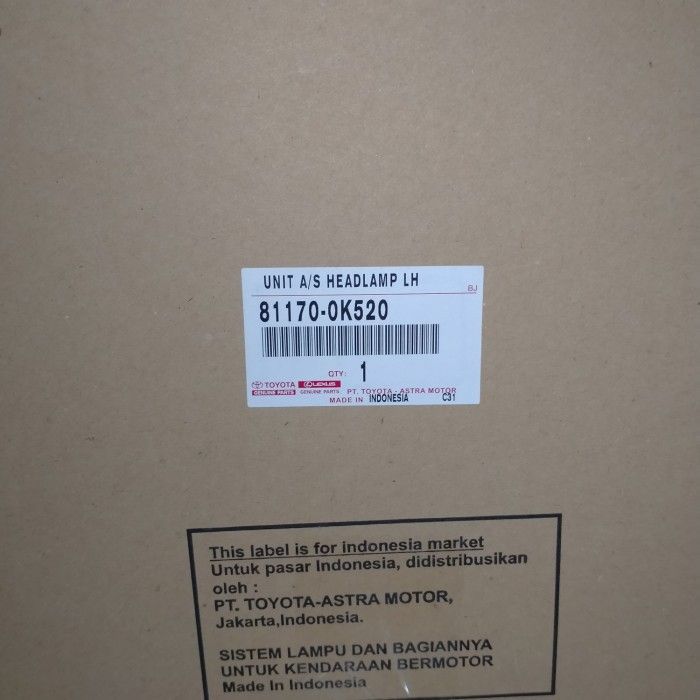 UNIT A/S HEADLAMP LH
BJ
81170-0K520
QTY: 1
TOYOTA LEXUS
GENUINE PARTS GENUINE PARTS PT. TOYOTA - ASTRA MOTOR
MADE IN INDONESIA C31
This label is for indonesia market
Untuk pasar Indonesia, didistribusikan
oleh :
PT. TOYOTA-ASTRA MOTOR,
Jakarta,Indonesia.
SISTEM LAMPU DAN BAGIANNYA
UNTUK KENDARAAN BERMOTOR
Made In Indonesia